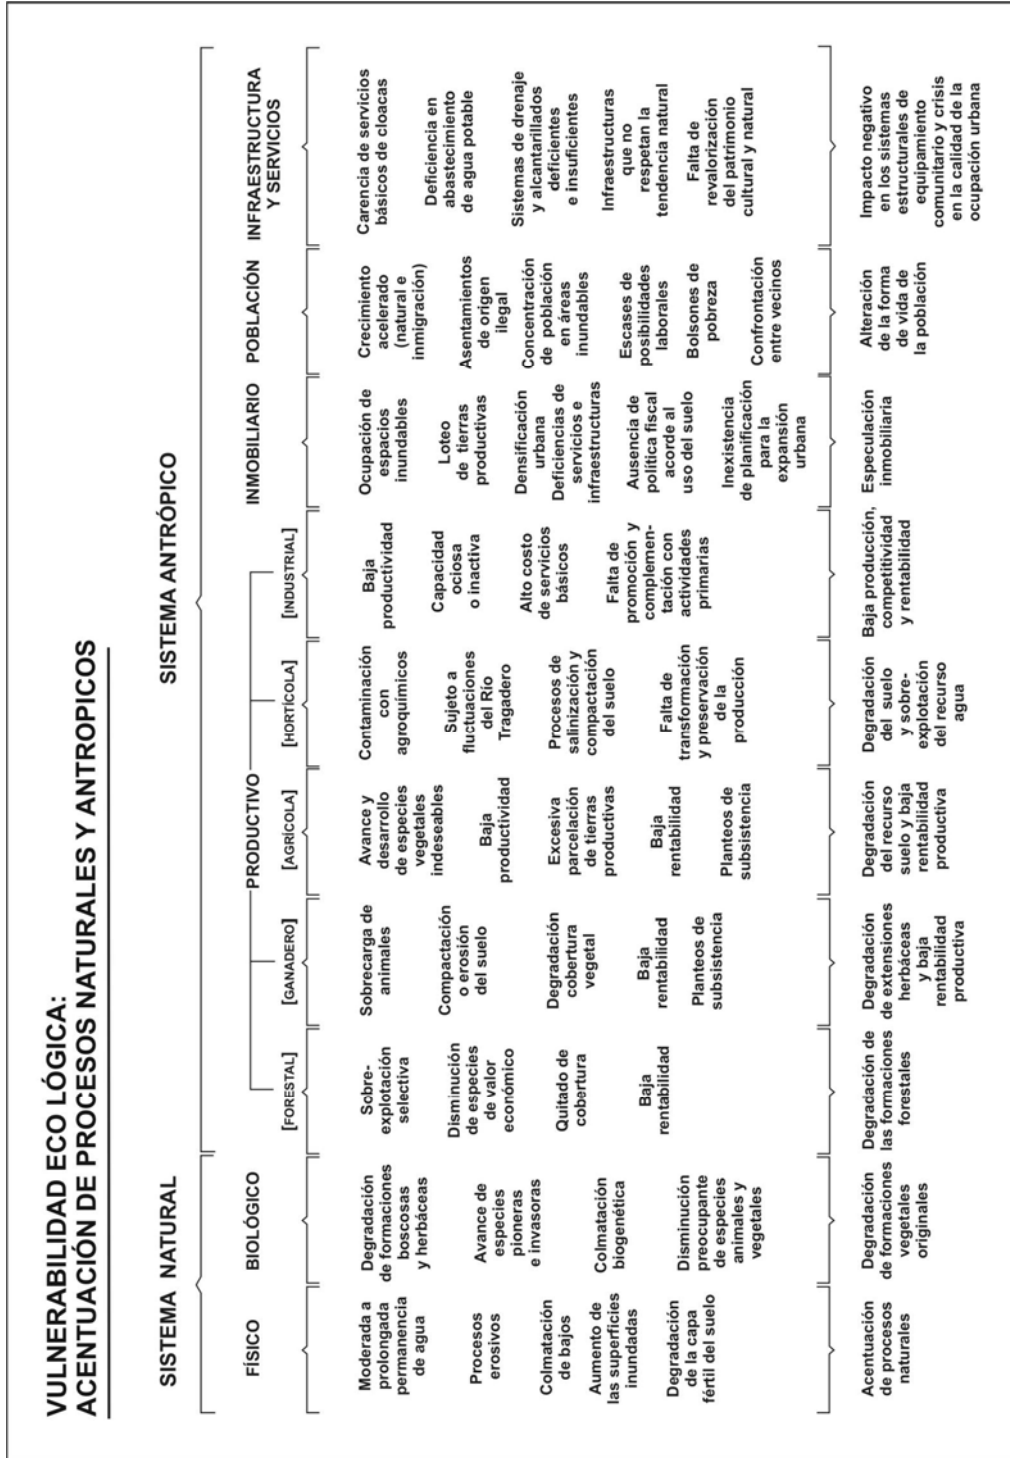 VULNERABILIDAD ECO LÓGICA:
ACENTUACIÓN DE PROCESOS NATURALES Y ANTROPICOS
SISTEMA NATURAL
SISTEMA ANTRÓPICO
FÍSICO
BIOLÓGICO
PRODUCTIVO
INMOBILIARIO
POBLACIÓN
INFRAESTRUCTURA
Y SERVICIOS
[FORESTAL]
[GANADERO]
[AGRÍCOLA]
[HORTÍCOLA]
[INDUSTRIAL]
Moderada a
prolongada
permanencia
de agua
Procesos
erosivos
Colmatación
de bajos
Aumento de
las superficies
inundadas
Degradación
de la capa
fértil del suelo
Acentuación
de procesos
naturales
Degradación
de formaciones
boscosas
y herbáceas
Avance de
especies
pioneras
e invasoras
Colmatación
biogenética
Disminución
preocupante
de especies
animales y
vegetales
Degradación
de formaciones
vegetales
originales
Sobre-
explotación
selectiva
Disminución
de especies
de valor
económico
Quitado de
cobertura
Baja
rentabilidad
Degradación de
las formaciones
forestales
Sobrecarga de
animales
Compactación
o erosión
del suelo
Degradación
cobertura
vegetal
Baja
rentabilidad
Planteos de
subsistencia
Degradación
de extensiones
herbáceas
y baja
rentabilidad
productiva
Avance y
desarrollo
de especies
vegetales
indeseables
Baja
productividad
Excesiva
parcelación
de tierras
productivas
Baja
rentabilidad
Planteos de
subsistencia
Degradación
del recurso
suelo y baja
rentabilidad
productiva
Contaminación
con
agroquímicos
Sujeto a
fluctuaciones
del Río
Tragadero
Procesos de
salinización y
compactación
del suelo
Falta de
transformación
y preservación
de la
producción
Degradación
del suelo
y sobre-
explotación
del recurso
agua
Baja
productividad
Capacidad
ociosa
o inactiva
Alto costo
de servicios
básicos
Falta de
promoción y
complemen-
tación con
actividades
primarias
Baja producción,
competitividad
y rentabilidad
Ocupación de
espacios
inundables
Loteo
de tierras
productivas
Densificación
urbana
Deficiencias de
servicios e
infraestructuras
Ausencia de
política fiscal
acorde al
uso del suelo
Inexistencia
de planificación
para la
expansión
urbana
Especulación
inmobiliaria
Crecimiento
acelerado
(natural e
inmigración)
Asentamientos
de origen
ilegal
Concentración
de población
en áreas
inundables
Escases de
posibilidades
laborales
Bolsones de
pobreza
Confrontación
entre vecinos
Alteración
de la forma
de vida de
la población
Carencia de servicios
básicos de cloacas
Deficiencia en
abastecimiento
de agua potable
Sistemas de drenaje
y alcantarillados
deficientes
e insuficientes
Infraestructuras
que no
respetan la
tendencia natural
Falta de
revalorización
del patrimonio
cultural y natural
Impacto negativo
en los sistemas
estructurales de
equipamiento
comunitario y crisis
en la calidad de la
ocupación urbana